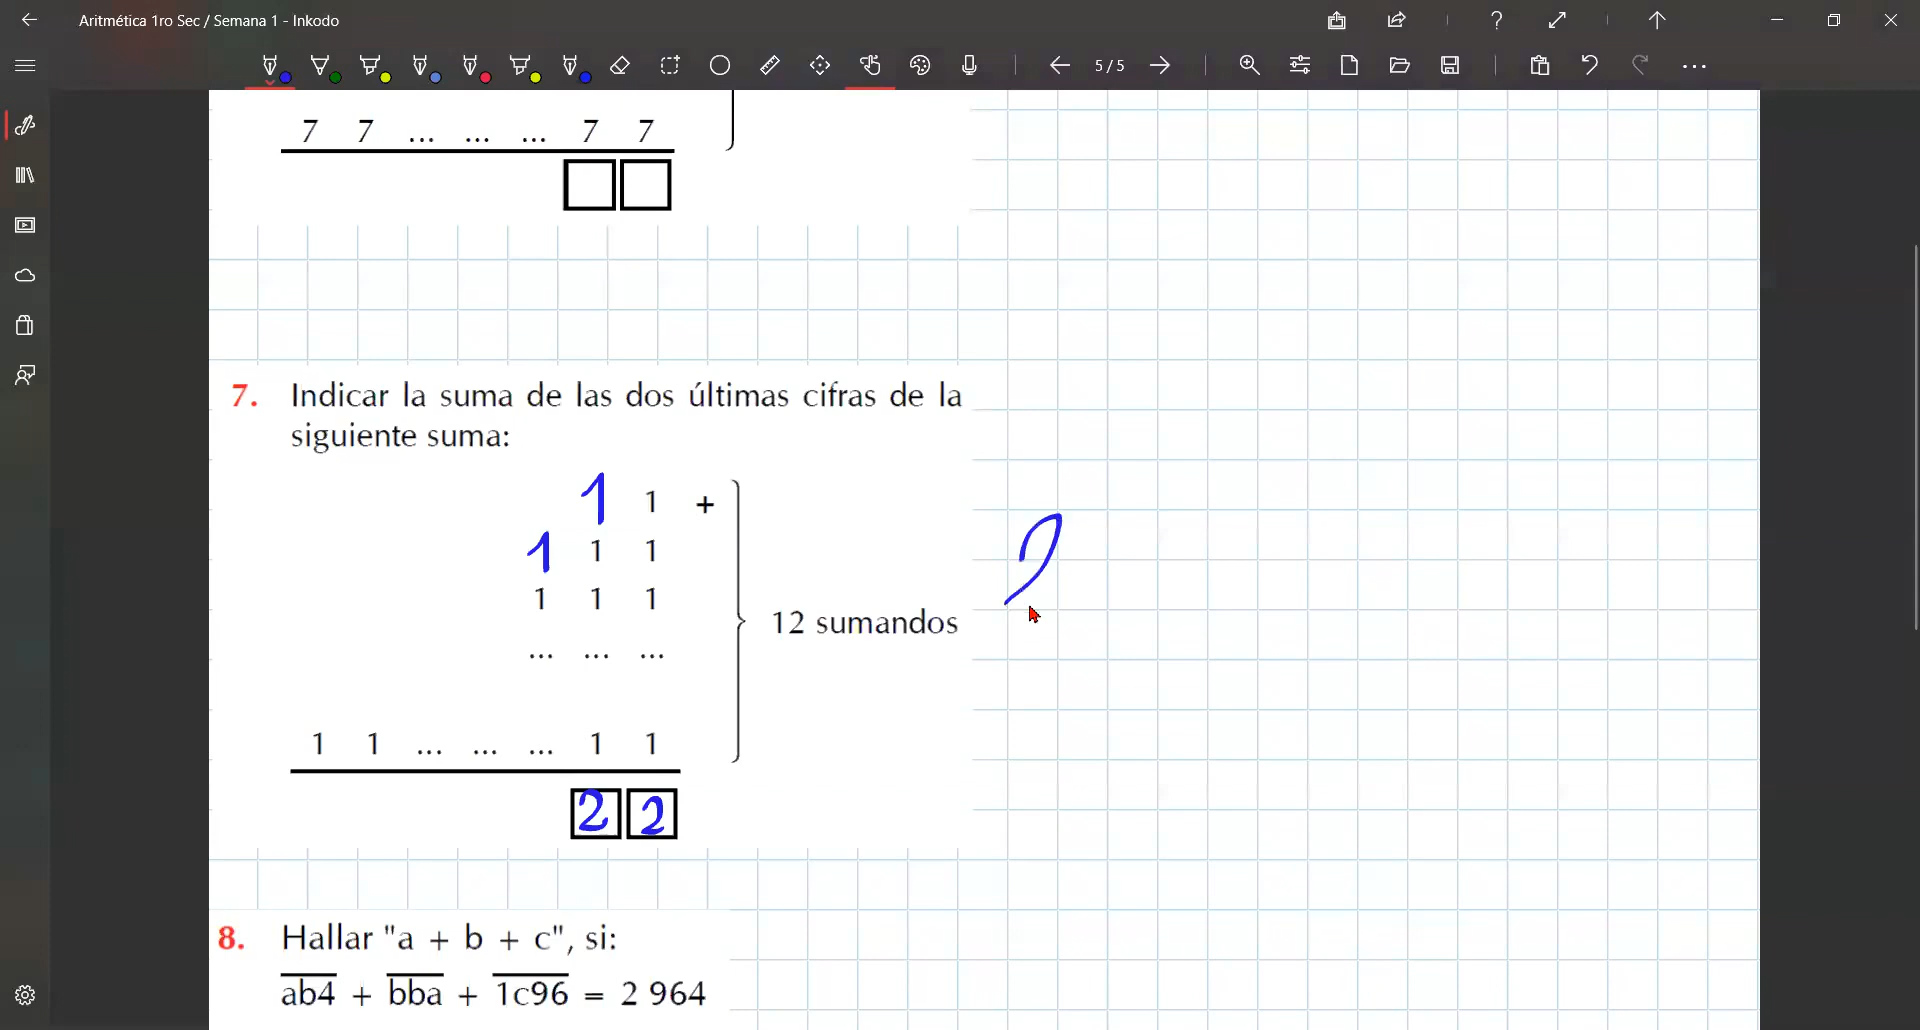 Aritmética 1ro Sec / Semana 1 - Inkodo
5/5
7 7 ... ... ... 7 7
7. Indicar la suma de las dos últimas cifras de la
siguiente suma:
1 1 +
1 1 1
1 1 1
12 sumandos
... ... ...
1 1 ... ... ... 1 1
2 2
8. Hallar "a + b + c", si:
ab4 + bba + 1c96 = 2 964